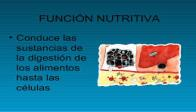 FUNCIÓN NUTRITIVA
• Conduce las
sustancias de la
digestión de
los alimentos
hasta las
células